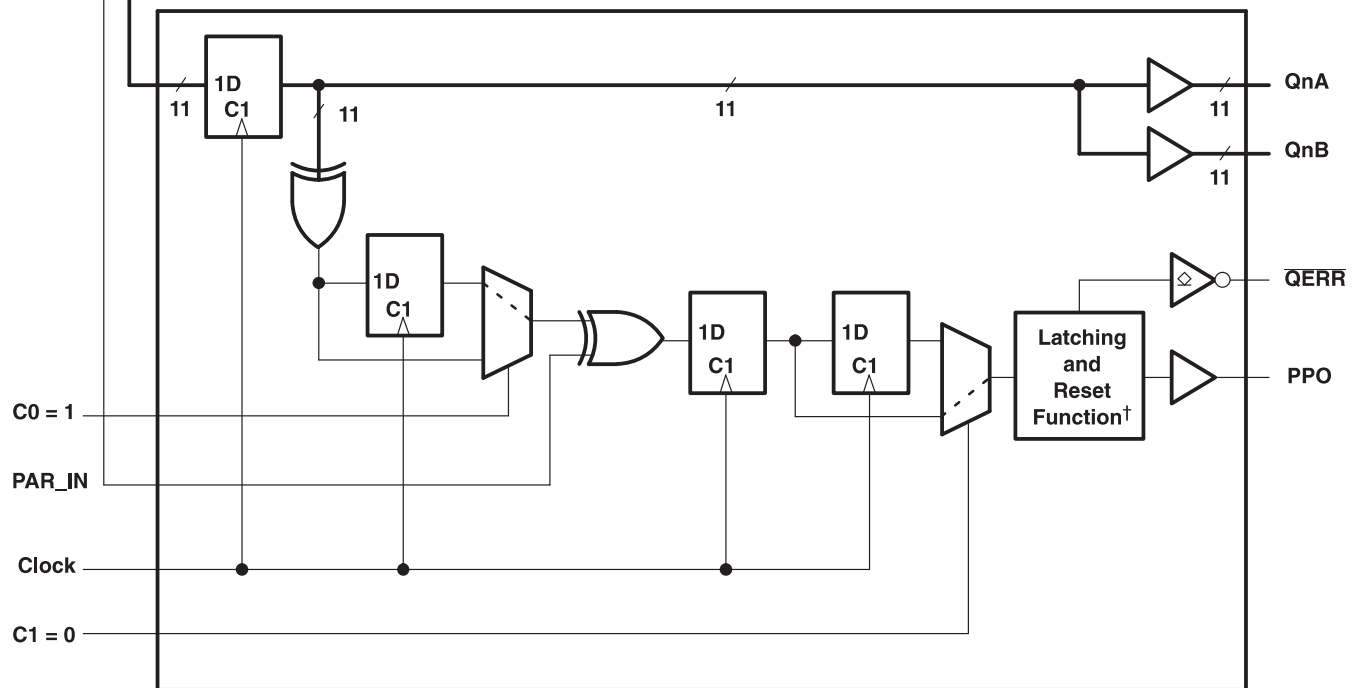 1D
C1
11
11
11
11
QnA
11
QnB
1D
C1
QERR
1D
C1
1D
C1
Latching
and
Reset
Function†
PPO
C0 = 1
PAR_IN
Clock
C1 = 0